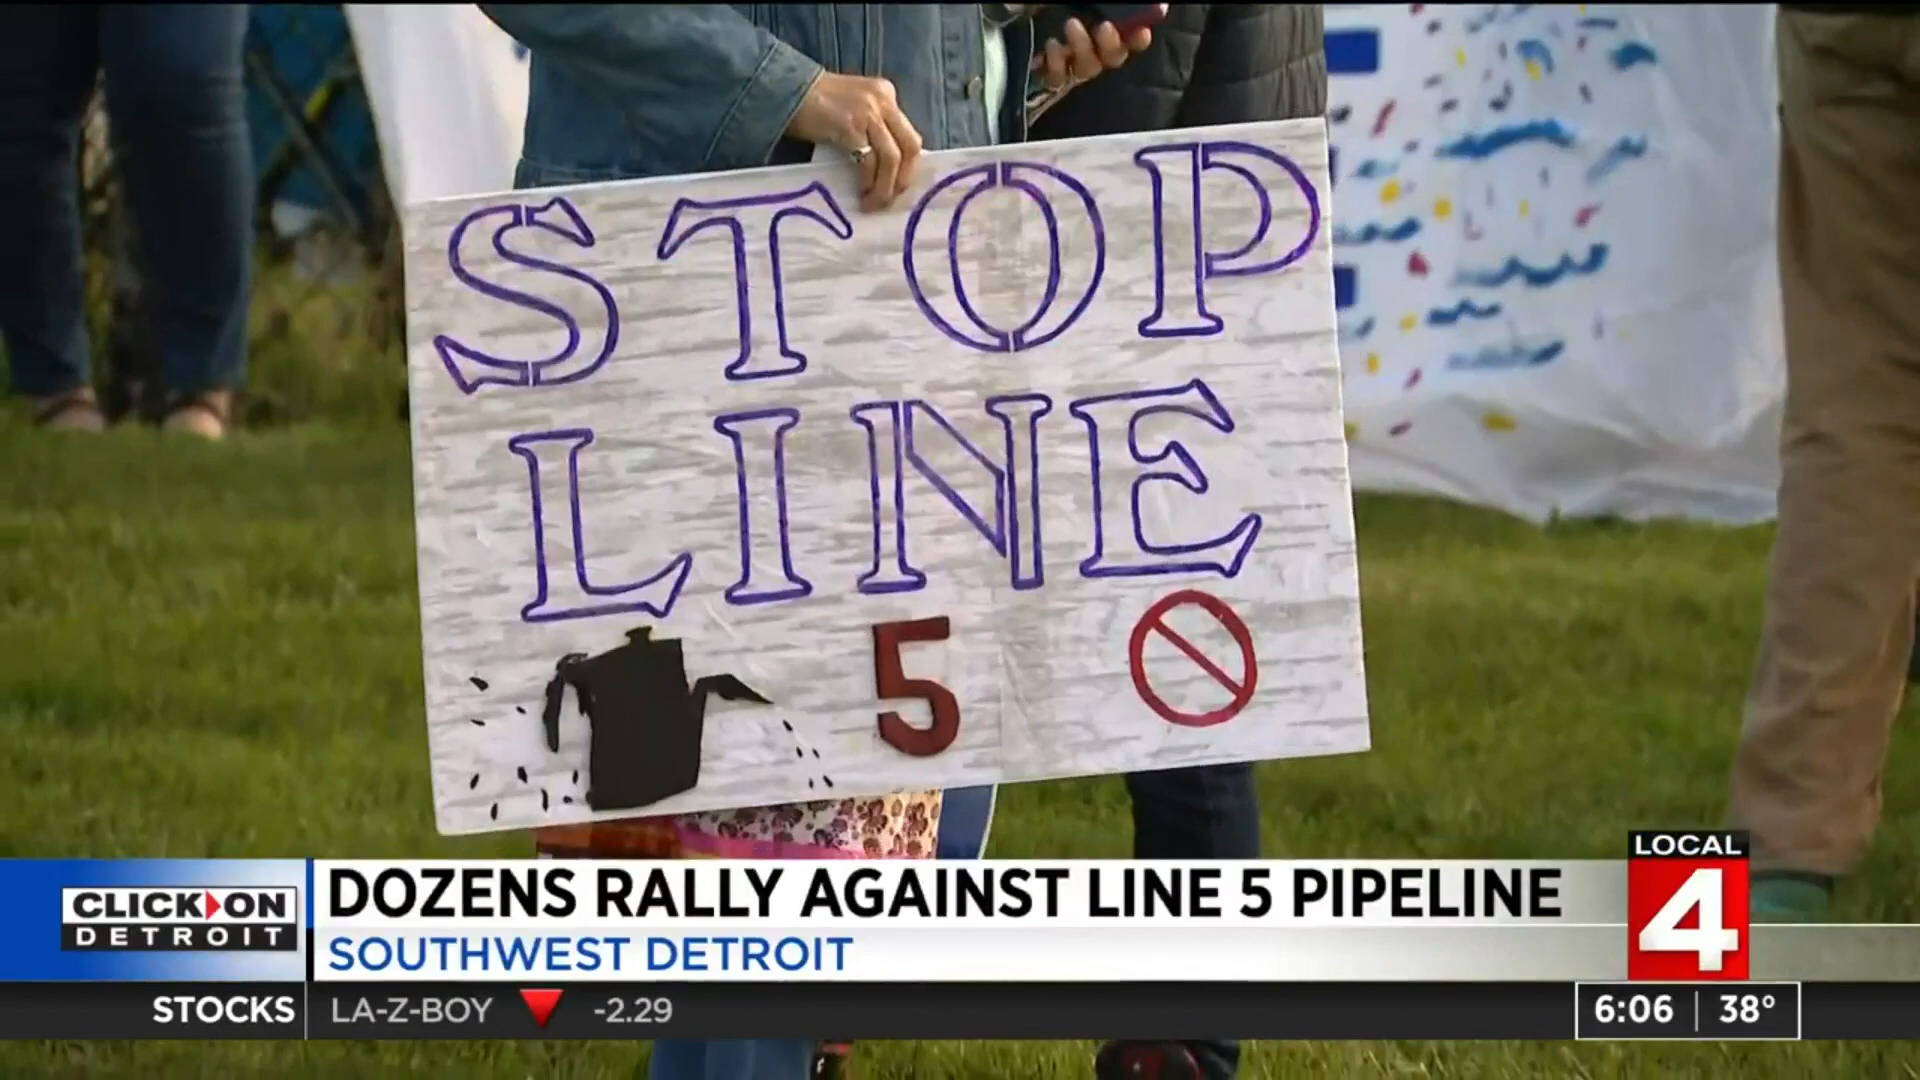 STOP
LINE
5
LOCAL
4
CLICK ON
DETROIT
DOZENS RALLY AGAINST LINE 5 PIPELINE
SOUTHWEST DETROIT
STOCKS LA-Z-BOY -2.29 6:06 38°